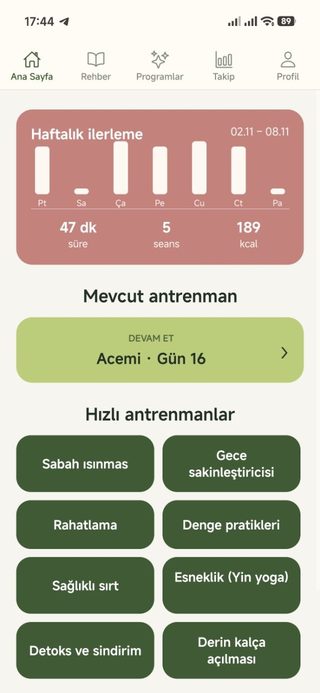 17:44
89
Ana Sayfa
Rehber
Programlar
Takip
Profil
Haftalık ilerleme
02.11 – 08.11
Pt
Sa
Ça
Pe
Cu
Ct
Pa
47 dk
5
189
süre
seans
kcal
Mevcut antrenman
DEVAM ET
Acemi · Gün 16
Hızlı antrenmanlar
Sabah ısınmas
Gece
sakinleştiricisi
Rahatlama
Denge pratikleri
Sağlıklı sırt
Esneklik (Yin yoga)
Detoks ve sindirim
Derin kalça
açılması